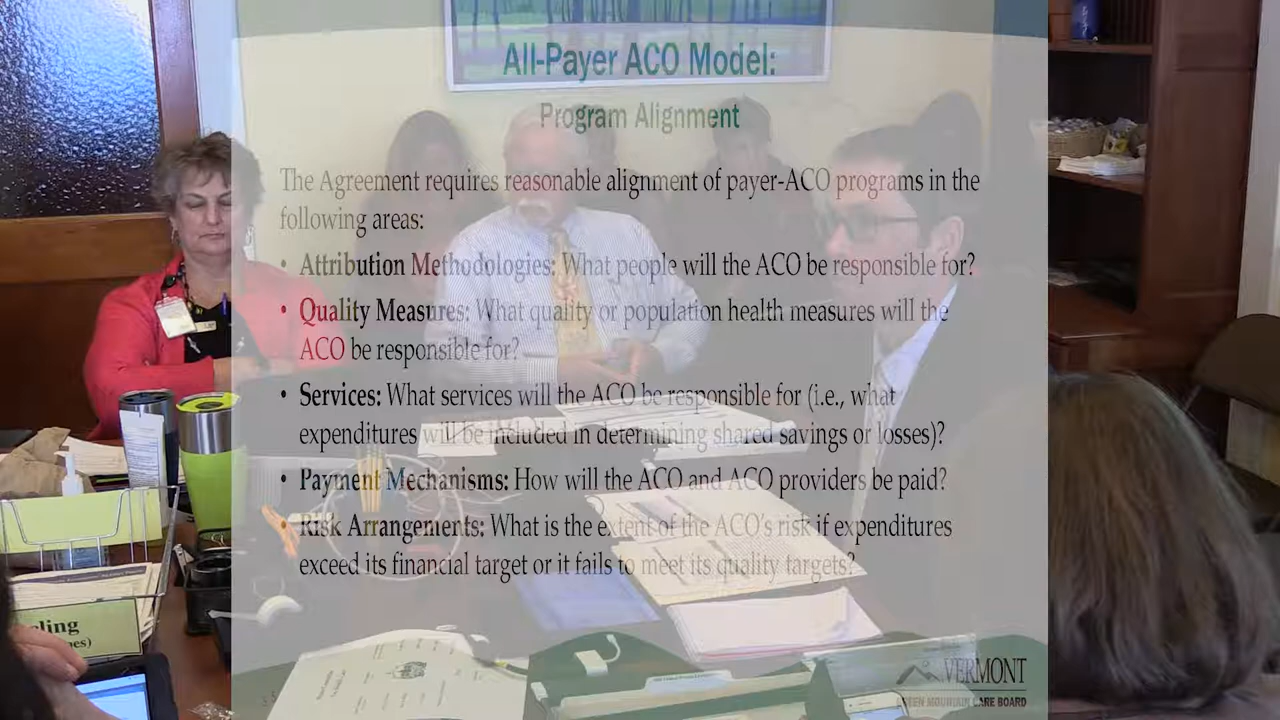 All-Payer ACO Model:
Program Alignment
The Agreement requires reasonable alignment of payer-ACO programs in the
following areas:
• Attribution Methodologies: What people will the ACO be responsible for?
• Quality Measures: What quality or population health measures will the
ACO be responsible for?
• Services: What services will the ACO be responsible for (i.e., what
expenditures will be included in determining shared savings or losses)?
• Payment Mechanisms: How will the ACO and ACO providers be paid?
• Risk Arrangements: What is the extent of the ACO's risk if expenditures
exceed its financial target or it fails to meet its quality targets?
VERMONT
GREEN MOUNTAIN CARE BOARD